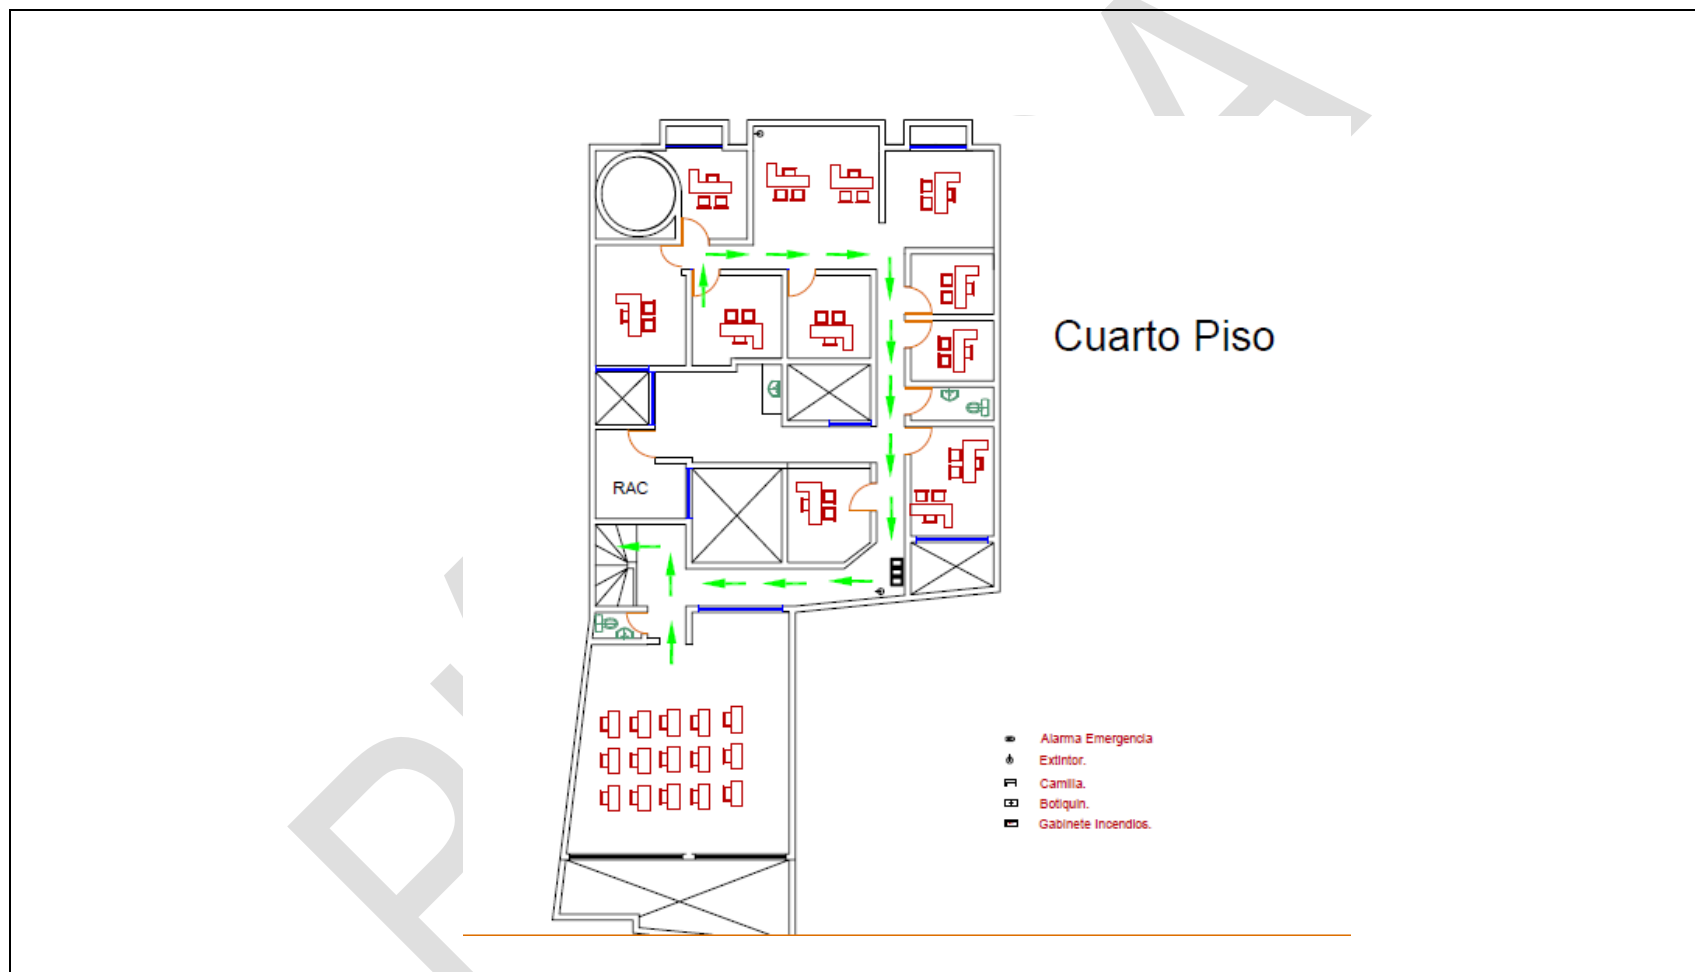 Cuarto Piso
RAC
Alarma Emergencia
Extintor.
Camilla.
Botiquin.
Gabinete Incendios.